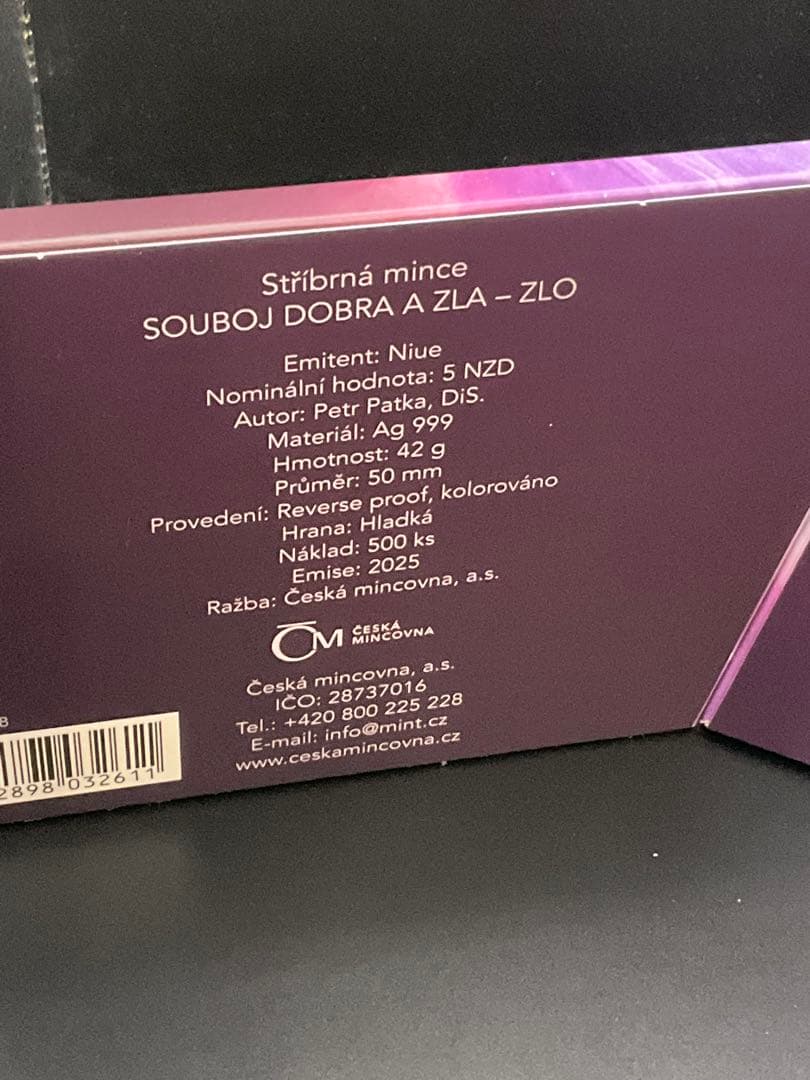 Stříbrná mince
SOUBOJ DOBRA A ZLA – ZLO
Emitent: Niue
Nominální hodnota: 5 NZD
Autor: Petr Patka, DiS.
Materiál: Ag 999
Hmotnost: 42 g
Průměr: 50 mm
Provedení: Reverse proof, kolorováno
Hrana: Hladká
Náklad: 500 ks
Emise: 2025
Ražba: Česká mincovna, a.s.
ČM ČESKÁ
MINCOVNA
Česká mincovna, a.s.
IČO: 28737016
Tel.: +420 800 225 228
E-mail: info@mint.cz
www.ceskamincovna.cz
8
2898 032611